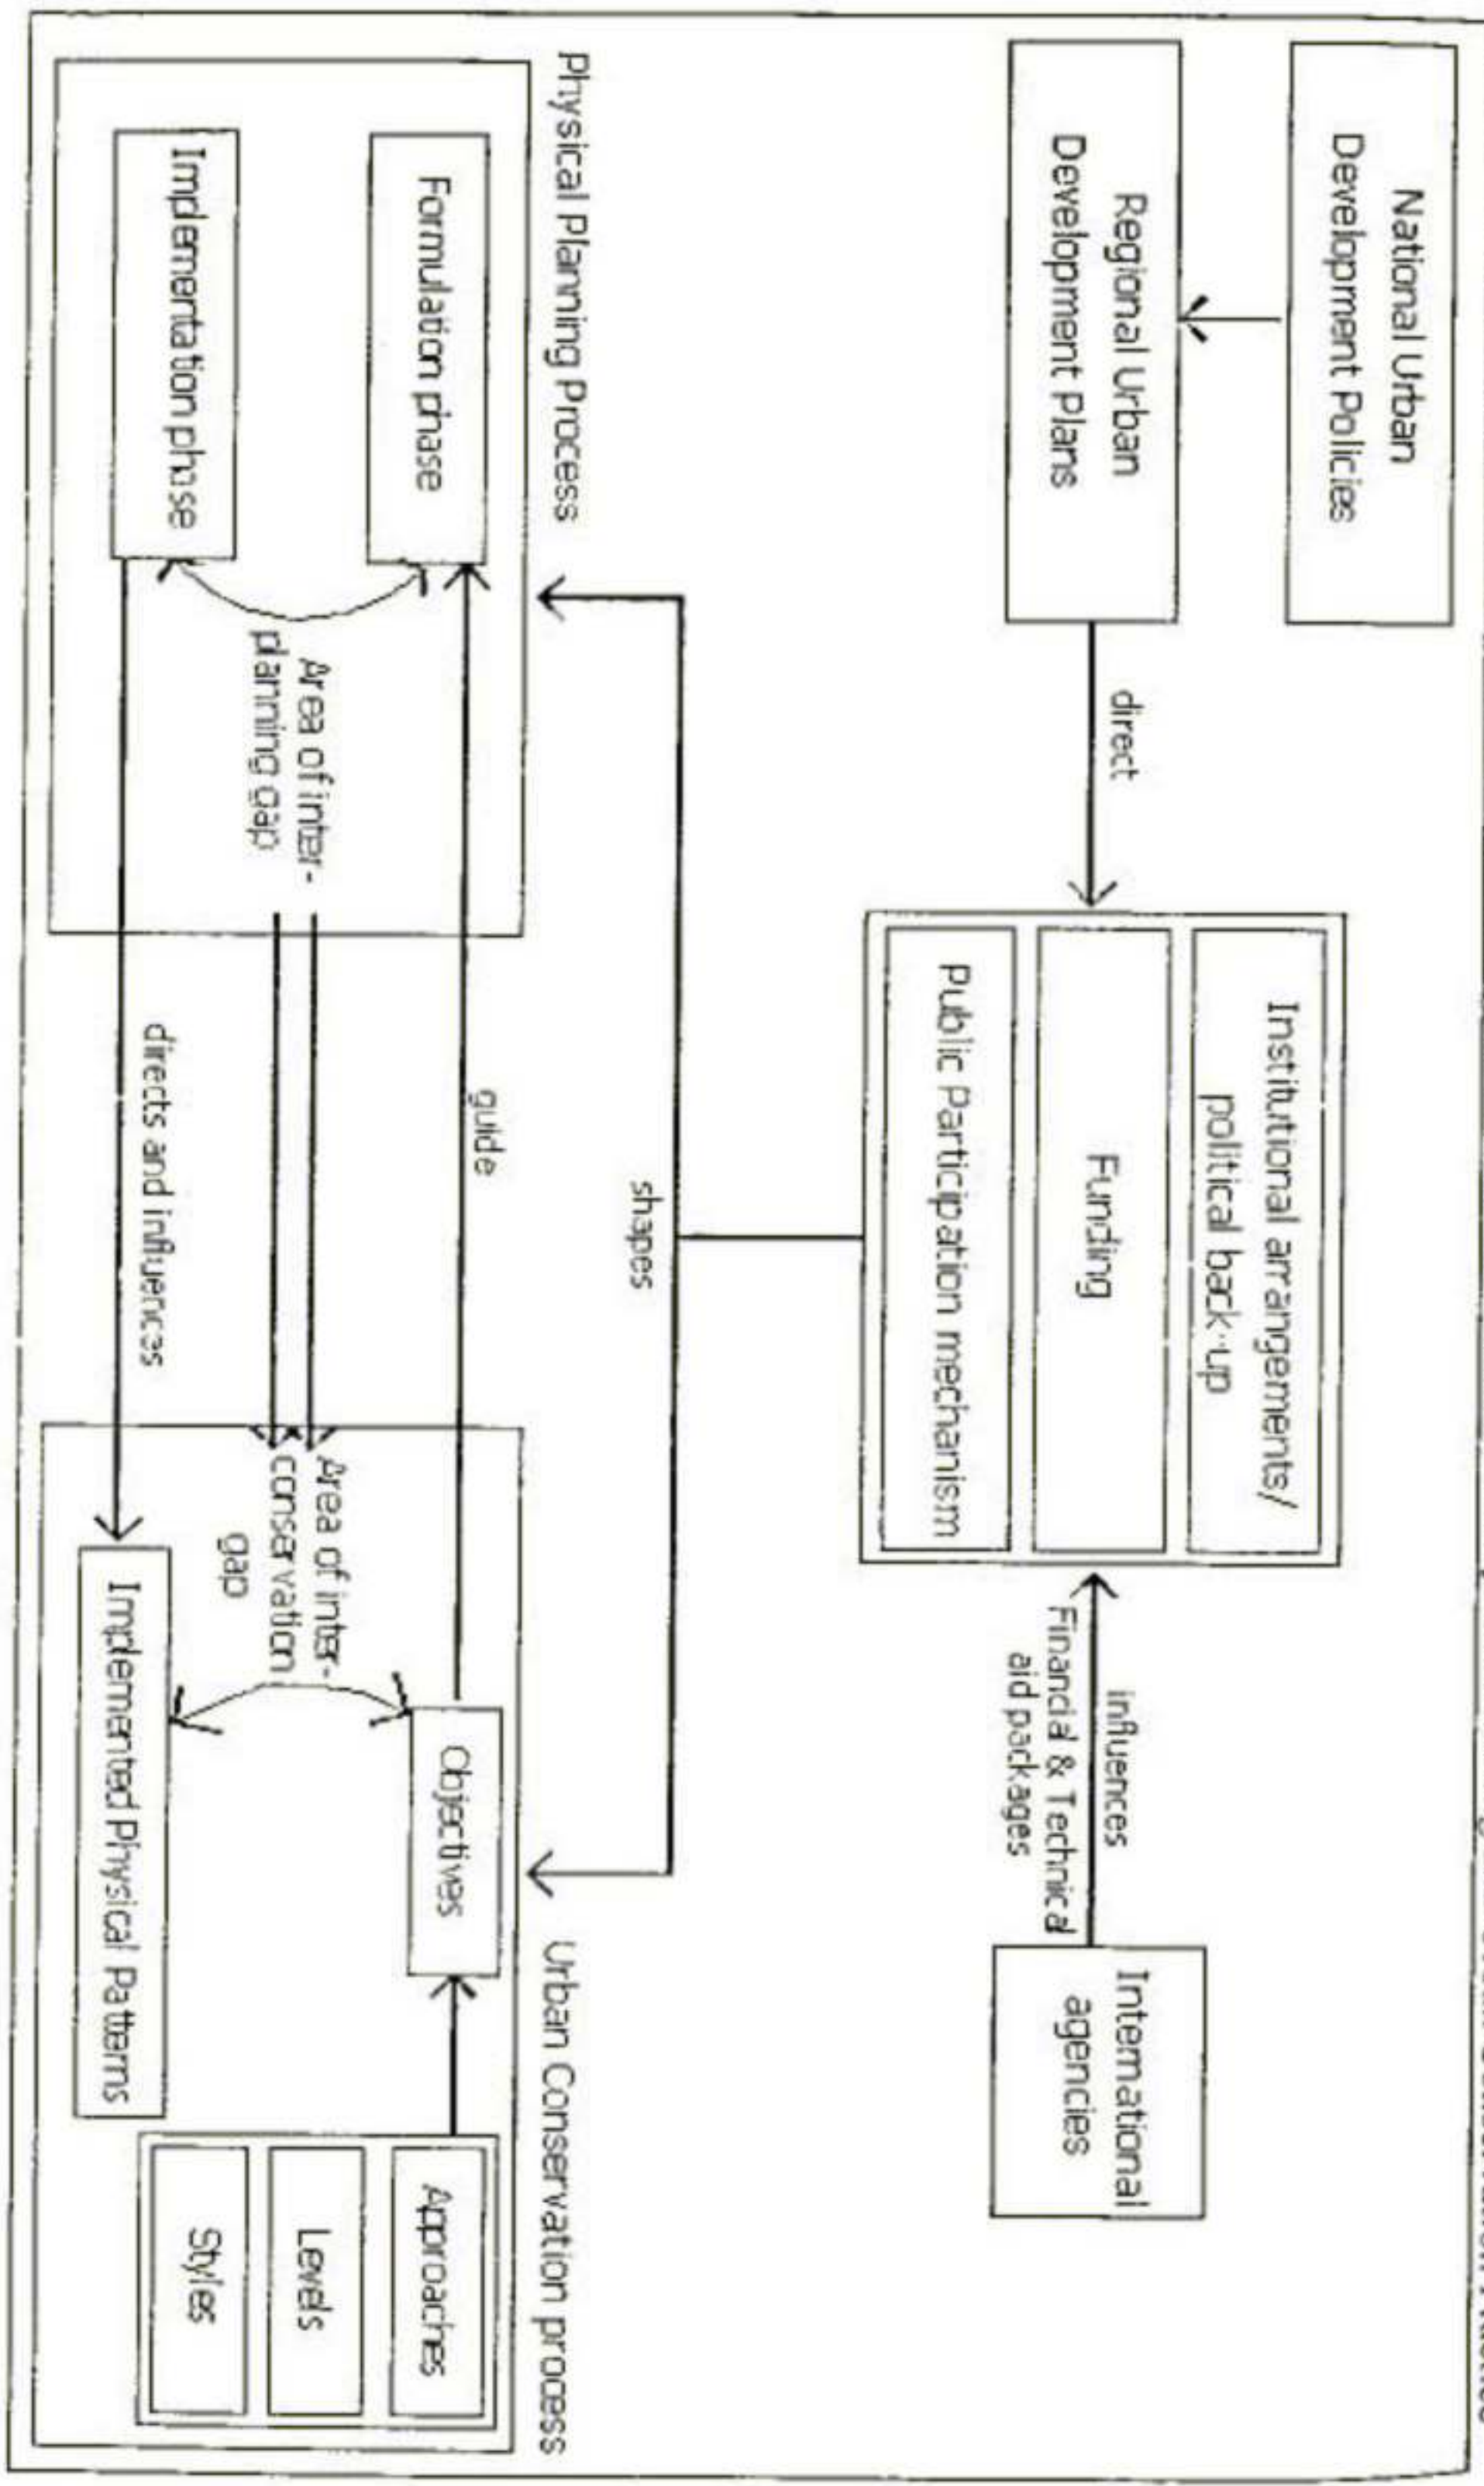 National Urban
Development Policies
Regional Urban
Development Plans
direct
Institutional arrangements/
political back-up
Funding
Public Participation mechanism
influences
Financial & Technical
aid packages
International
agencies
shapes
Physical Planning Process
Urban Conservation process
Formulation phase
Implementation phase
Area of inter-
planning gap
guide
directs and influences
Area of inter-
conservation
gap
Objectives
Implemented Physical Patterns
Approaches
Levels
Styles